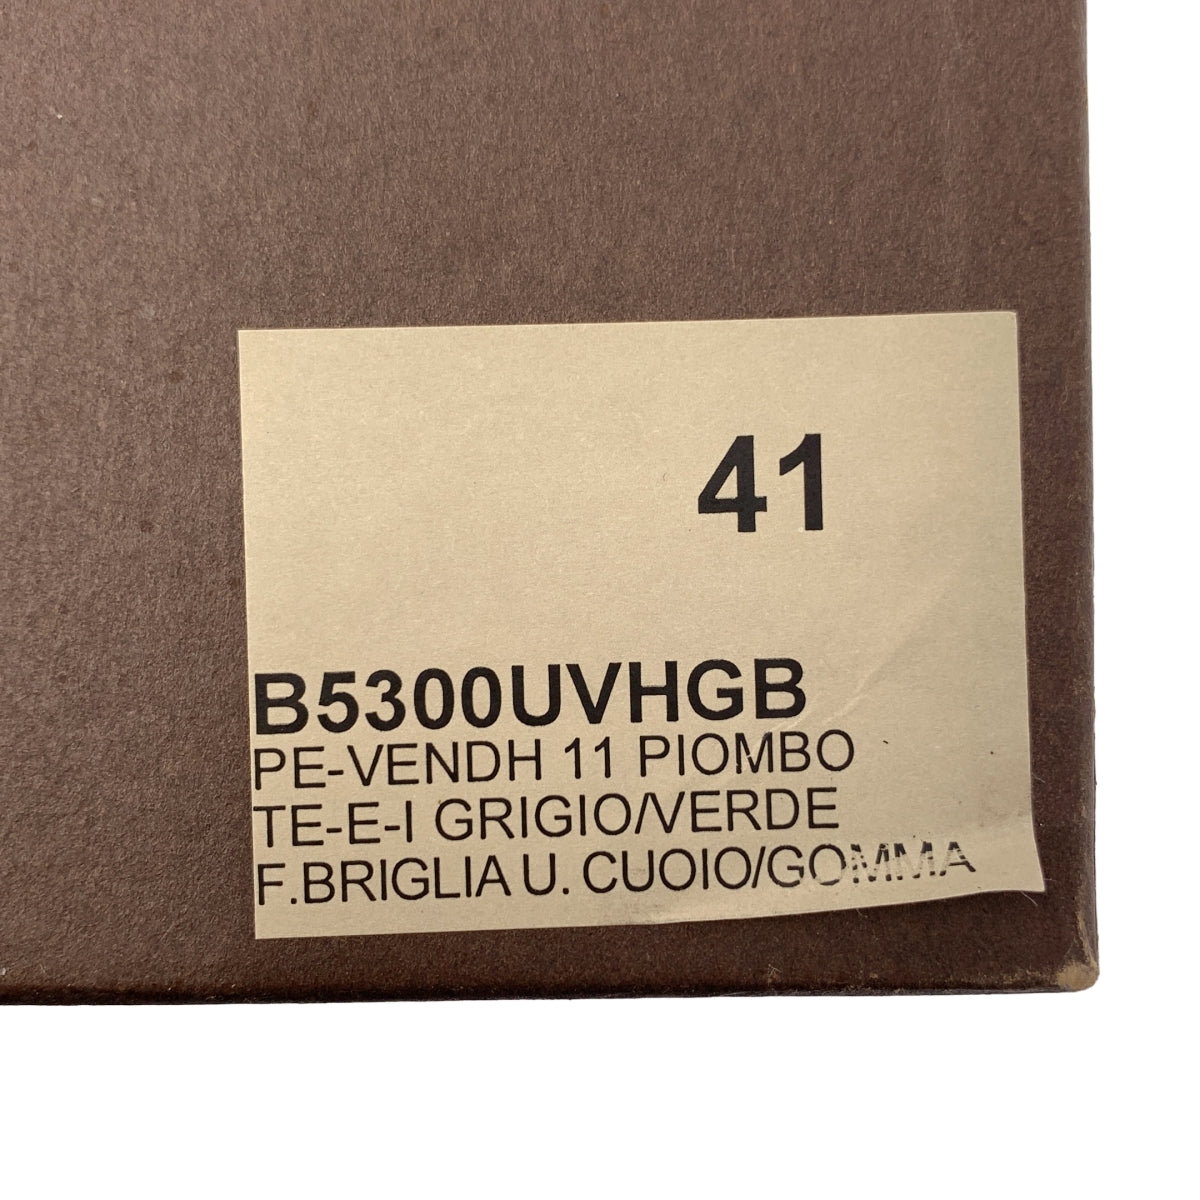 41
B5300UVHGB
PE-VENDH 11 PIOMBO
TE-E-I GRIGIO/VERDE
F.BRIGLIA U. CUOIO/GOMMA